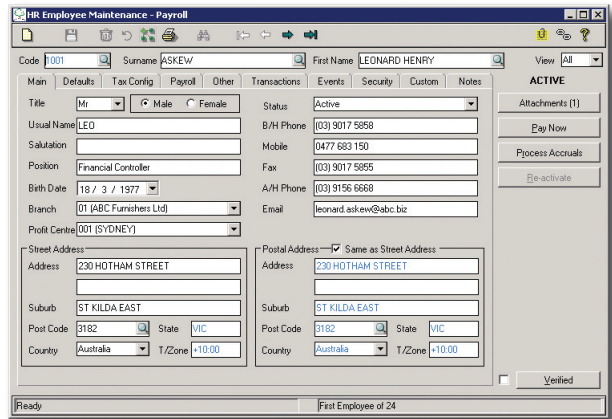 HR Employee Maintenance - Payroll
Code 1001 Surname ASKEW First Name LEONARD HENRY View All
Main Defaults Tax Config Payroll Other Transactions Events Security Custom Notes ACTIVE
Title Mr Male Female Status Active Attachments (1)
Usual Name LEO B/H Phone (03) 9017 5858 Pay Now
Salutation Mobile 0477 683 150 Process Accruals
Position Financial Controller Fax (03) 9017 5855 Re-activate
Birth Date 18 / 3 / 1977 A/H Phone (03) 9156 6668
Branch 01 (ABC Furnishers Ltd) Email leonard.askew@abc.biz
Profit Centre 001 (SYDNEY)
Street Address Postal Address Same as Street Address
Address 230 HOTHAM STREET Address 230 HOTHAM STREET
Suburb ST KILDA EAST Suburb ST KILDA EAST
Post Code 3182 State VIC Post Code 3182 State VIC
Country Australia T/Zone +10:00 Country Australia T/Zone +10:00
Verified
Ready First Employee of 24